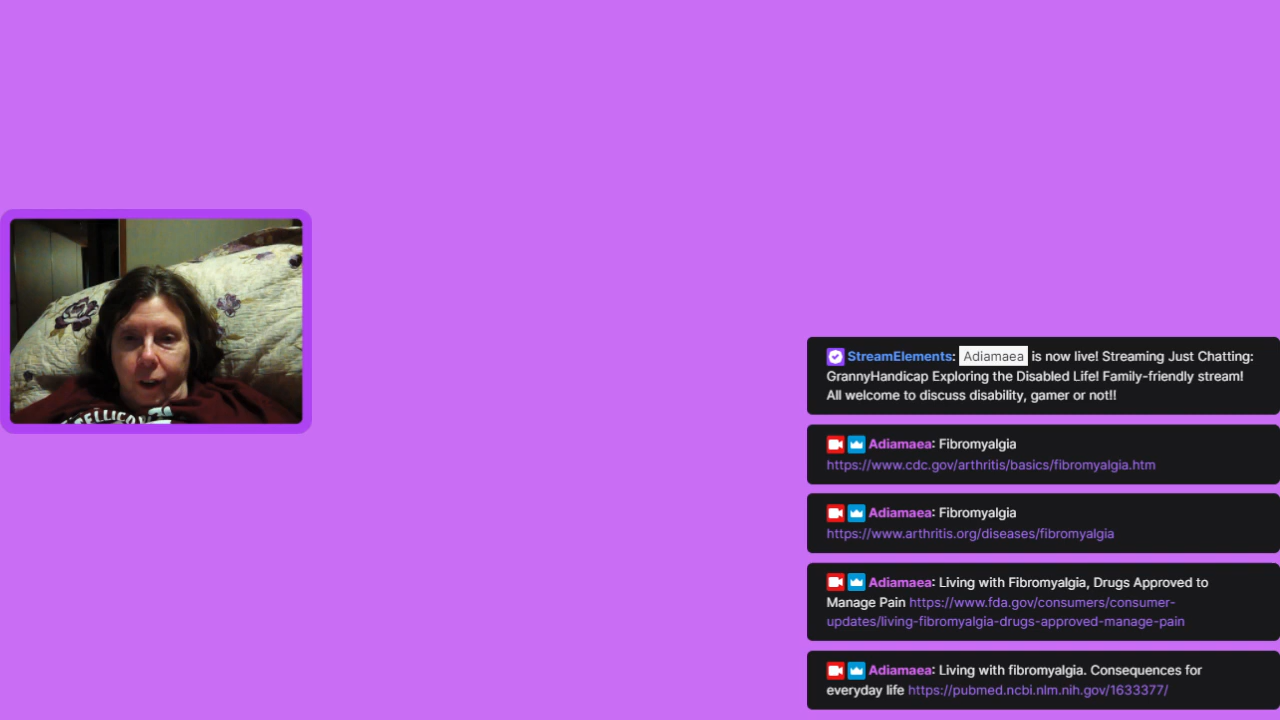 StreamElements: Adiamaea is now live! Streaming Just Chatting:
GrannyHandicap Exploring the Disabled Life! Family-friendly stream!
All welcome to discuss disability, gamer or not!!
Adiamaea: Fibromyalgia
https://www.cdc.gov/arthritis/basics/fibromyalgia.htm
Adiamaea: Fibromyalgia
https://www.arthritis.org/diseases/fibromyalgia
Adiamaea: Living with Fibromyalgia, Drugs Approved to
Manage Pain https://www.fda.gov/consumers/consumer-
updates/living-fibromyalgia-drugs-approved-manage-pain
Adiamaea: Living with fibromyalgia. Consequences for
everyday life https://pubmed.ncbi.nlm.nih.gov/1633377/